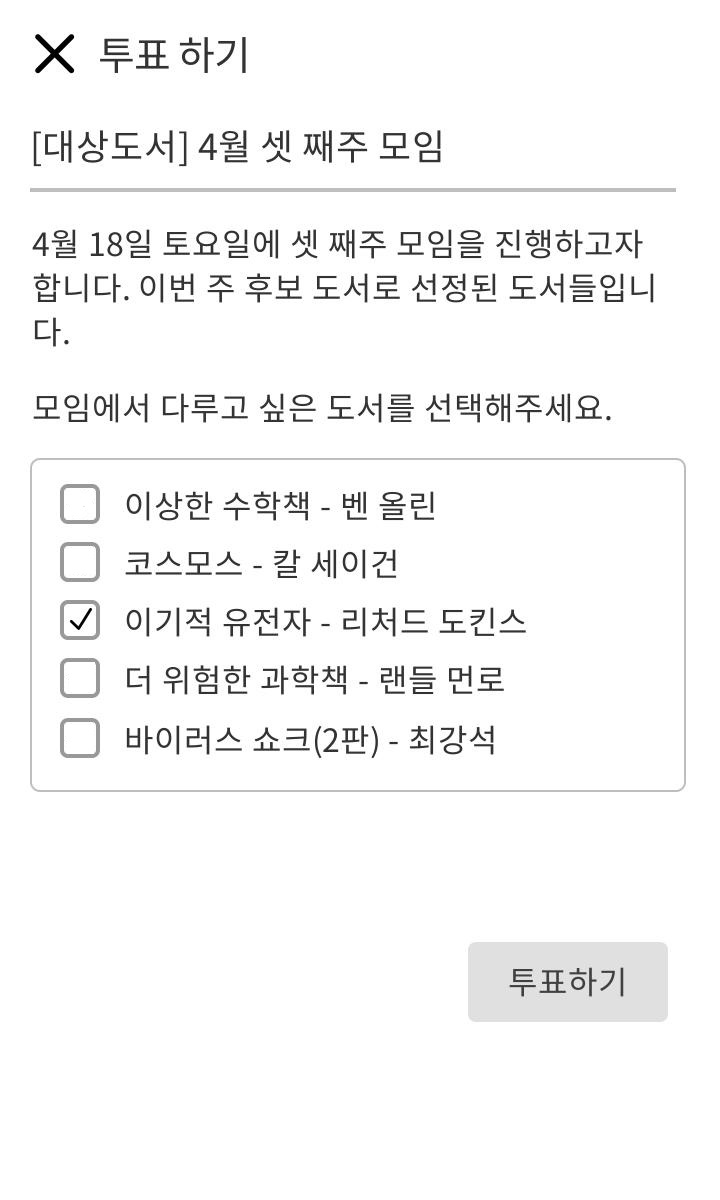 투표 하기
[대상도서] 4월 셋 째주 모임
4월 18일 토요일에 셋 째주 모임을 진행하고자
합니다. 이번 주 후보 도서로 선정된 도서들입니
다.
모임에서 다루고 싶은 도서를 선택해주세요.
이상한 수학책 - 벤 올린
코스모스 - 칼 세이건
이기적 유전자 - 리처드 도킨스
더 위험한 과학책 - 랜들 먼로
바이러스 쇼크(2판) - 최강석
투표하기